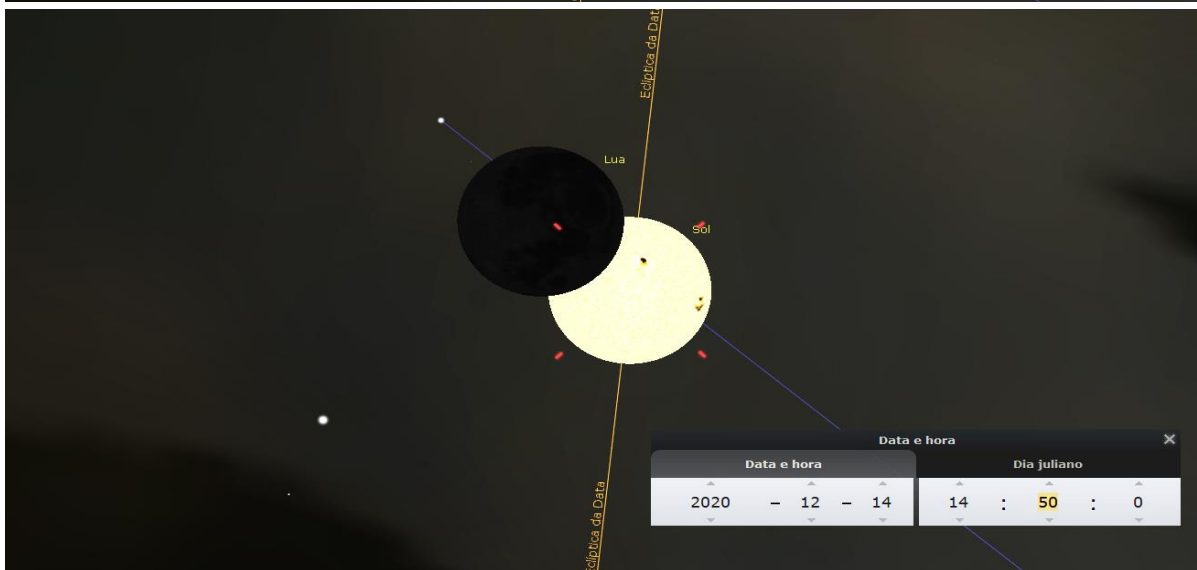 Eclíptica da Data
Lua
Sol
Data e hora
Data e hora
Dia juliano
2020 – 12 – 14
14 : 50 : 0
Eclíptica da Data